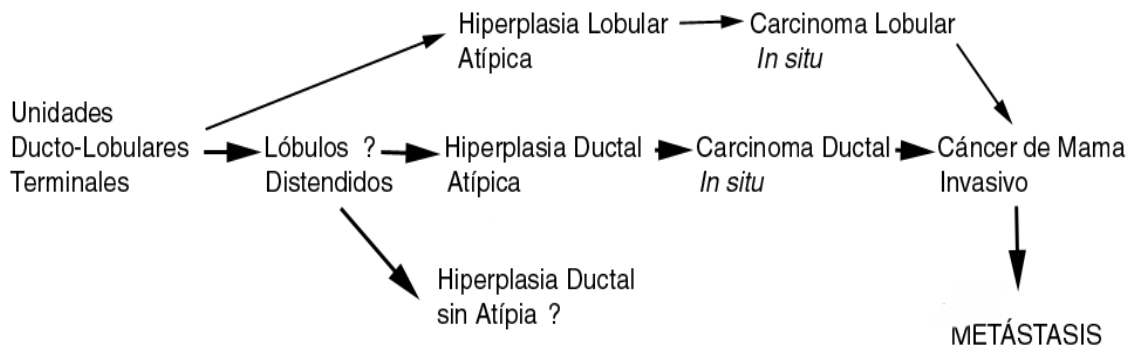 Hiperplasia Lobular
Atípica
Carcinoma Lobular
In situ
Unidades
Ducto-Lobulares
Terminales
Lóbulos ?
Distendidos
Hiperplasia Ductal
Atípica
Carcinoma Ductal
In situ
Cáncer de Mama
Invasivo
Hiperplasia Ductal
sin Atípia ?
METÁSTASIS